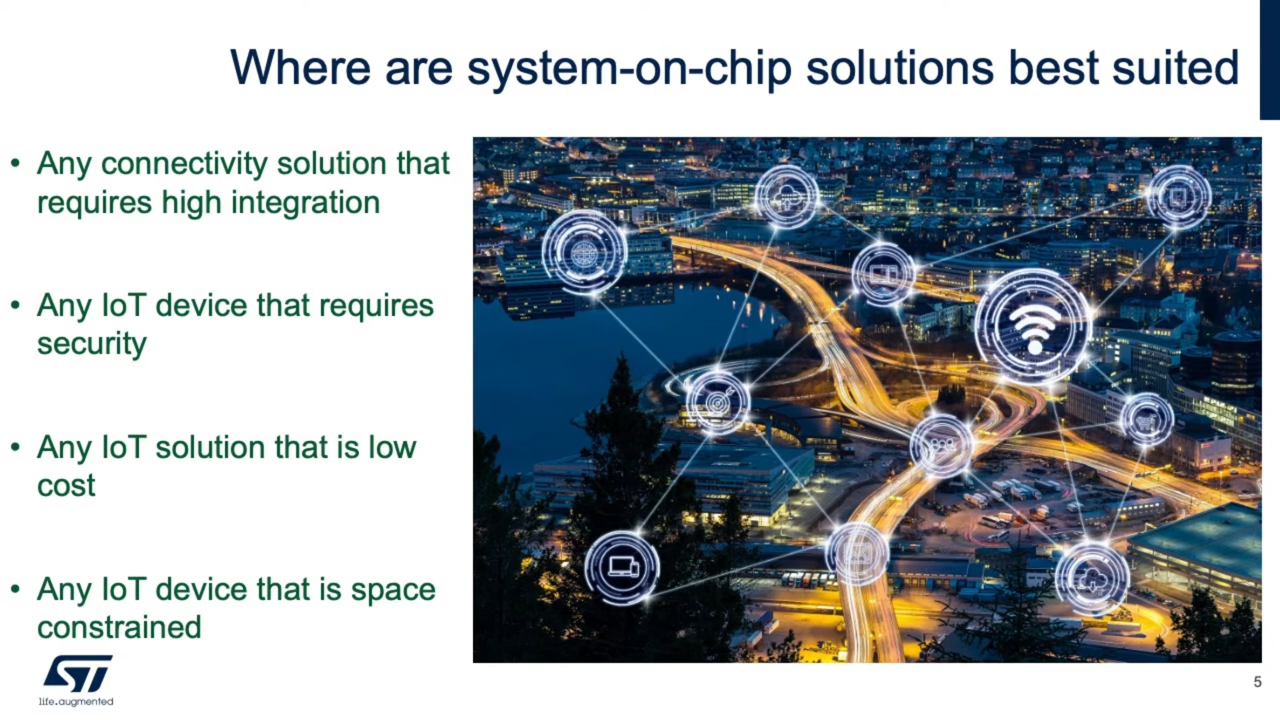 Where are system-on-chip solutions best suited
• Any connectivity solution that
requires high integration
• Any IoT device that requires
security
• Any IoT solution that is low
cost
• Any IoT device that is space
constrained
ST
life.augmented
5